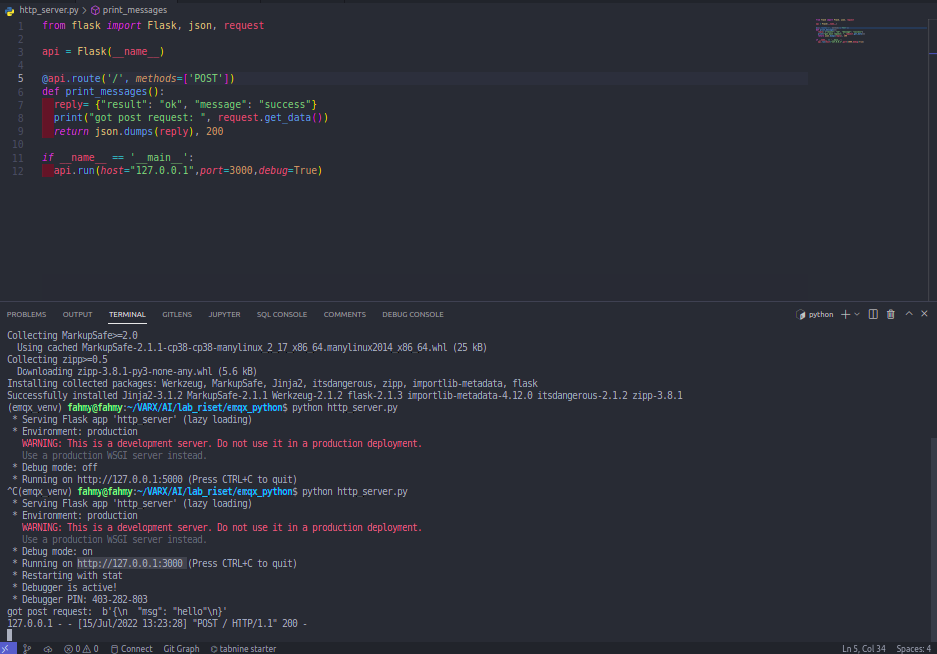 http_server.py > print_messages
1 from flask import Flask, json, request
2
3 api = Flask(__name__)
4
5 @api.route('/', methods=['POST'])
6 def print_messages():
7 reply= {"result": "ok", "message": "success"}
8 print("got post request: ", request.get_data())
9 return json.dumps(reply), 200
10
11 if __name__ == '__main__':
12 api.run(host="127.0.0.1",port=3000,debug=True)
PROBLEMS OUTPUT TERMINAL GITLENS JUPYTER SQL CONSOLE COMMENTS DEBUG CONSOLE python
Collecting MarkupSafe>=2.0
Using cached MarkupSafe-2.1.1-cp38-cp38-manylinux_2_17_x86_64.manylinux2014_x86_64.whl (25 kB)
Collecting zipp>=0.5
Downloading zipp-3.8.1-py3-none-any.whl (5.6 kB)
Installing collected packages: Werkzeug, MarkupSafe, Jinja2, itsdangerous, zipp, importlib-metadata, flask
Successfully installed Jinja2-3.1.2 MarkupSafe-2.1.1 Werkzeug-2.1.2 flask-2.1.3 importlib-metadata-4.12.0 itsdangerous-2.1.2 zipp-3.8.1
(emqx_venv) fahmy@fahmy:~/VARX/AI/lab_riset/emqx_python$ python http_server.py
* Serving Flask app 'http_server' (lazy loading)
* Environment: production
WARNING: This is a development server. Do not use it in a production deployment.
Use a production WSGI server instead.
* Debug mode: off
* Running on http://127.0.0.1:5000 (Press CTRL+C to quit)
^C(emqx_venv) fahmy@fahmy:~/VARX/AI/lab_riset/emqx_python$ python http_server.py
* Serving Flask app 'http_server' (lazy loading)
* Environment: production
WARNING: This is a development server. Do not use it in a production deployment.
Use a production WSGI server instead.
* Debug mode: on
* Running on http://127.0.0.1:3000 (Press CTRL+C to quit)
* Restarting with stat
* Debugger is active!
* Debugger PIN: 403-282-803
got post request:  b'{\n  "msg": "hello"\n}'
127.0.0.1 - - [15/Jul/2022 13:23:28] "POST / HTTP/1.1" 200 -
0 0 Connect Git Graph tabnine starter Ln 5, Col 34 Spaces: 4